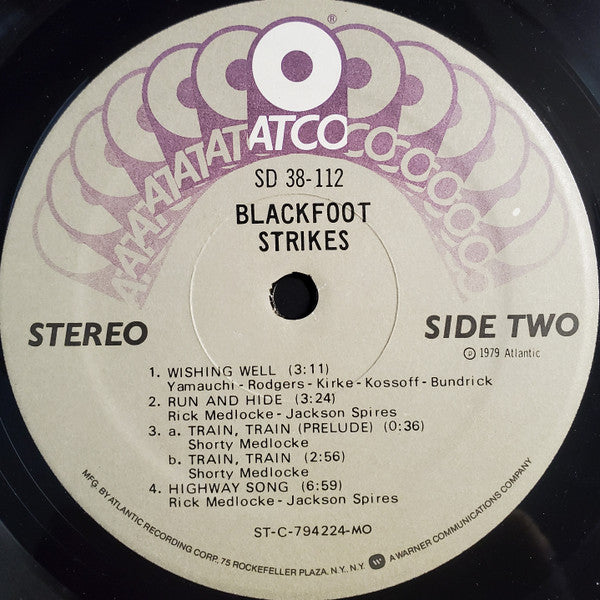 ATCO
®
SD 38-112
BLACKFOOT
STRIKES
STEREO
SIDE TWO
℗ 1979 Atlantic
1. WISHING WELL (3:11)
Yamauchi - Rodgers - Kirke - Kossoff - Bundrick
2. RUN AND HIDE (3:24)
Rick Medlocke - Jackson Spires
3. a. TRAIN, TRAIN (PRELUDE) (0:36)
Shorty Medlocke
b. TRAIN, TRAIN (2:56)
Shorty Medlocke
4. HIGHWAY SONG (6:59)
Rick Medlocke - Jackson Spires
ST-C-794224-MO
MFG. BY ATLANTIC RECORDING CORP. 75 ROCKEFELLER PLAZA, N.Y., N.Y. A WARNER COMMUNICATIONS COMPANY